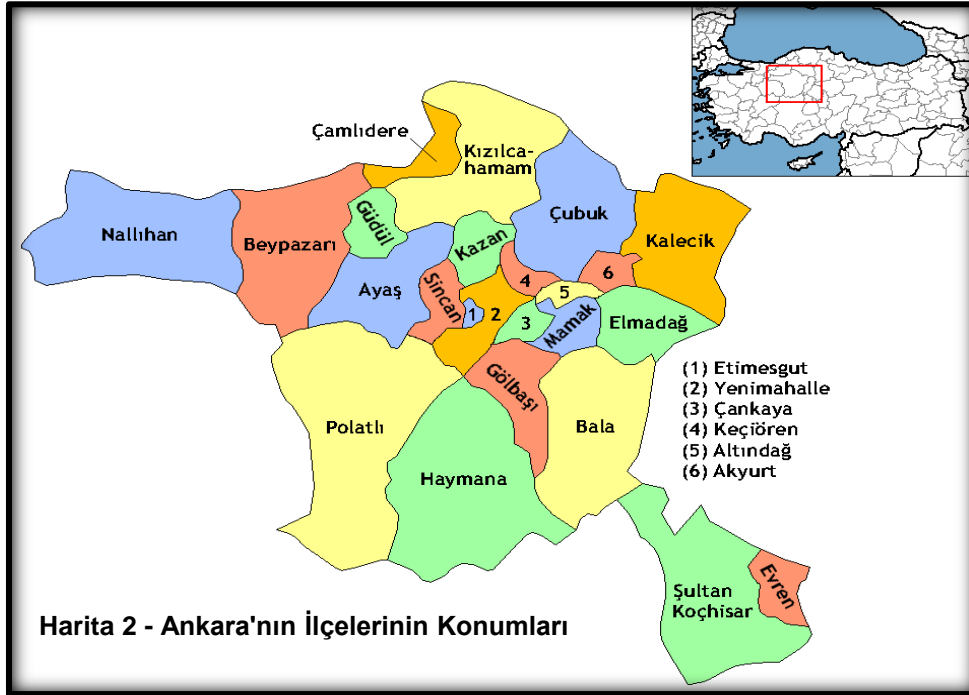 Çamlıdere
Kızılca-
hamam
Nallıhan
Beypazarı
Güdül
Çubuk
Kalecik
Kazan
Ayaş
Sincan
4
6
5
1
2
3
Mamak
Elmadağ
Gölbaşı
Polatlı
Bala
Haymana
(1) Etimesgut
(2) Yenimahalle
(3) Çankaya
(4) Keçiören
(5) Altındağ
(6) Akyurt
Şultan
Koçhisar
Evren
Harita 2 - Ankara'nın İlçelerinin Konumları